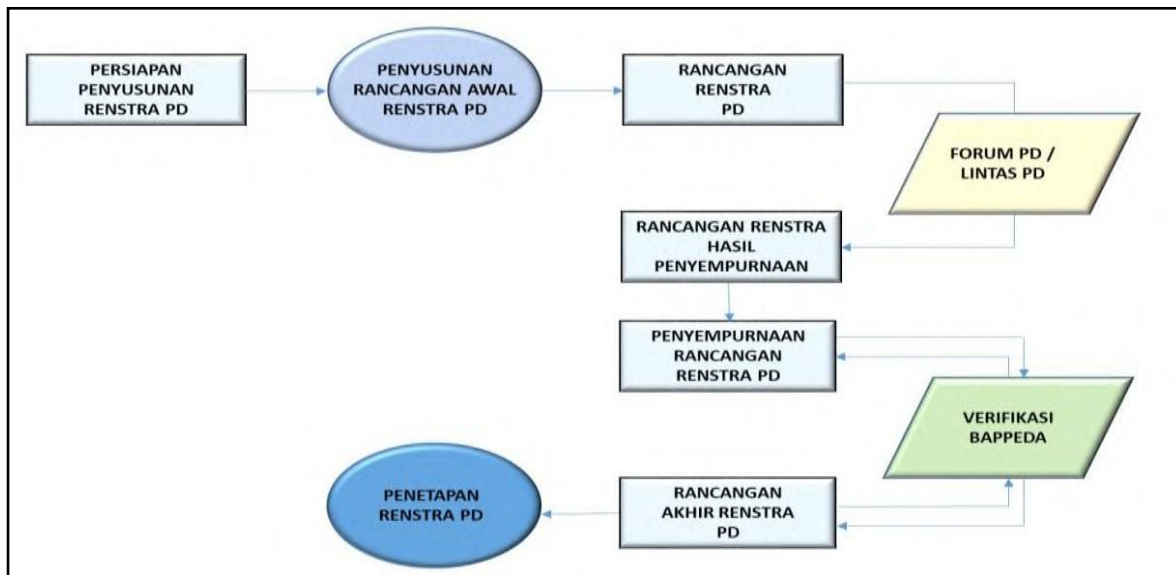 PERSIAPAN
PENYUSUNAN
RENSTRA PD
PENYUSUNAN
RANCANGAN AWAL
RENSTRA PD
RANCANGAN
RENSTRA
PD
FORUM PD /
LINTAS PD
RANCANGAN RENSTRA
HASIL
PENYEMPURNAAN
PENYEMPURNAAN
RANCANGAN
RENSTRA PD
VERIFIKASI
BAPPEDA
RANCANGAN
AKHIR RENSTRA
PD
PENETAPAN
RENSTRA PD